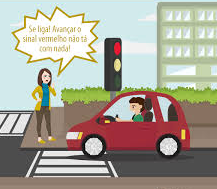 Se liga! Avançar o
sinal vermelho não tá
com nada!